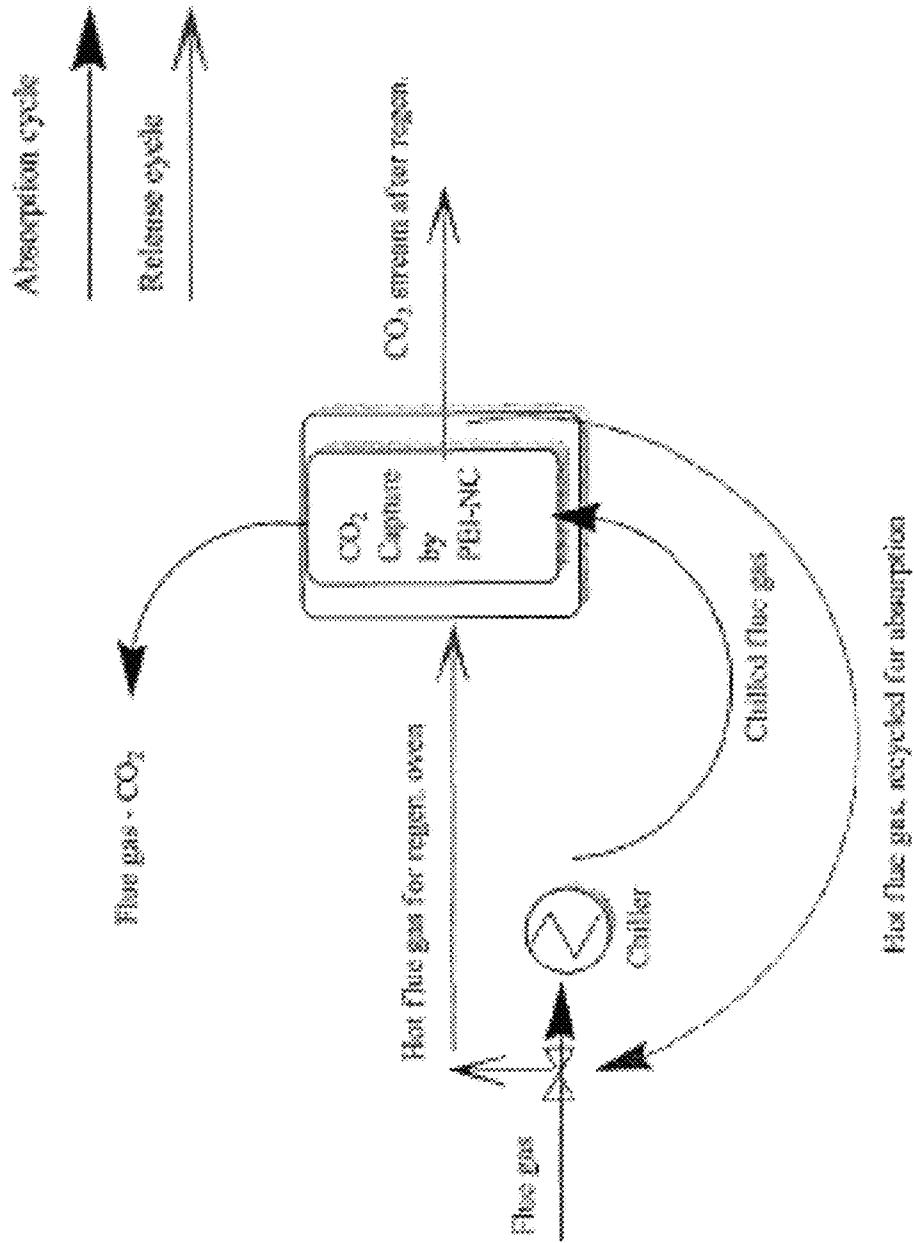 Absorption cycle
Release cycle
Flue gas - CO₂
CO₂
Capture
by
PBI-NC
CO₂ stream after regen.
Hot flue gas for regen. oven
Flue gas
Chiller
Chilled flue gas
Hot flue gas, recycled for absorption